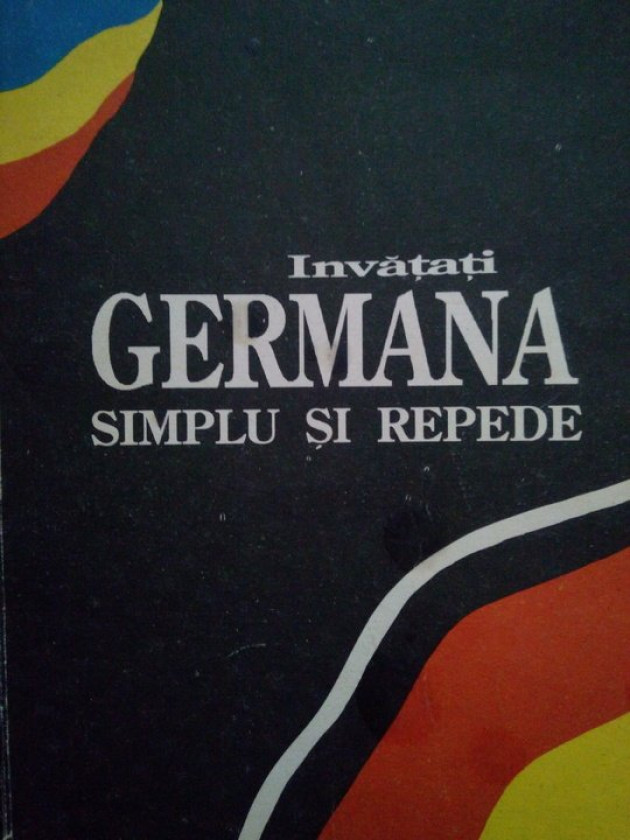 Invățați
GERMANA
SIMPLU ȘI REPEDE